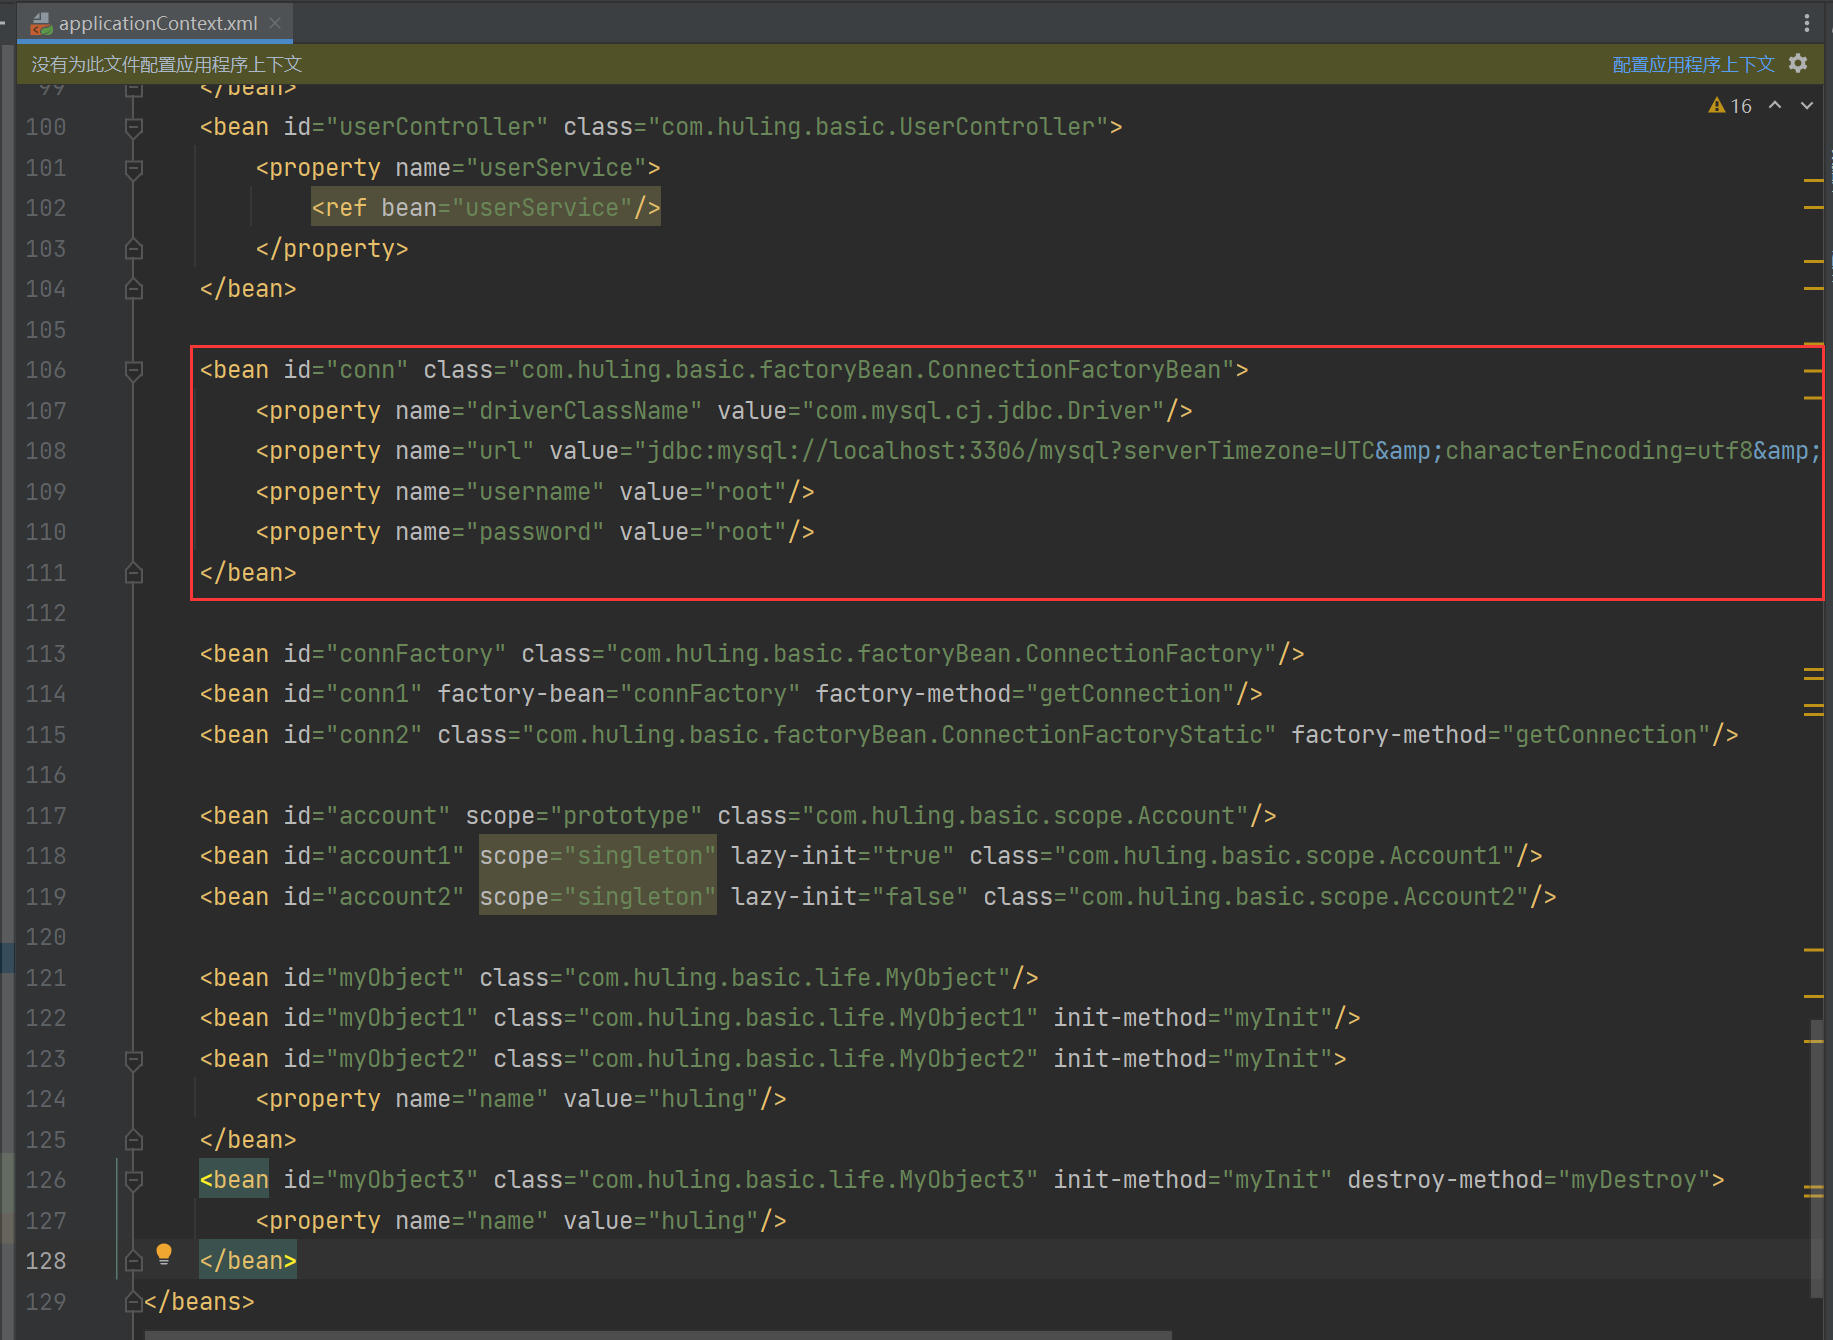 applicationContext.xml
没有为此文件配置应用程序上下文 配置应用程序上下文
16
99 </bean>
100 <bean id="userController" class="com.huling.basic.UserController">
101 <property name="userService">
102 <ref bean="userService"/>
103 </property>
104 </bean>
105
106 <bean id="conn" class="com.huling.basic.factoryBean.ConnectionFactoryBean">
107 <property name="driverClassName" value="com.mysql.cj.jdbc.Driver"/>
108 <property name="url" value="jdbc:mysql://localhost:3306/mysql?serverTimezone=UTC&amp;characterEncoding=utf8&amp;
109 <property name="username" value="root"/>
110 <property name="password" value="root"/>
111 </bean>
112
113 <bean id="connFactory" class="com.huling.basic.factoryBean.ConnectionFactory"/>
114 <bean id="conn1" factory-bean="connFactory" factory-method="getConnection"/>
115 <bean id="conn2" class="com.huling.basic.factoryBean.ConnectionFactoryStatic" factory-method="getConnection"/>
116
117 <bean id="account" scope="prototype" class="com.huling.basic.scope.Account"/>
118 <bean id="account1" scope="singleton" lazy-init="true" class="com.huling.basic.scope.Account1"/>
119 <bean id="account2" scope="singleton" lazy-init="false" class="com.huling.basic.scope.Account2"/>
120
121 <bean id="myObject" class="com.huling.basic.life.MyObject"/>
122 <bean id="myObject1" class="com.huling.basic.life.MyObject1" init-method="myInit"/>
123 <bean id="myObject2" class="com.huling.basic.life.MyObject2" init-method="myInit">
124 <property name="name" value="huling"/>
125 </bean>
126 <bean id="myObject3" class="com.huling.basic.life.MyObject3" init-method="myInit" destroy-method="myDestroy">
127 <property name="name" value="huling"/>
128 </bean>
129 </beans>